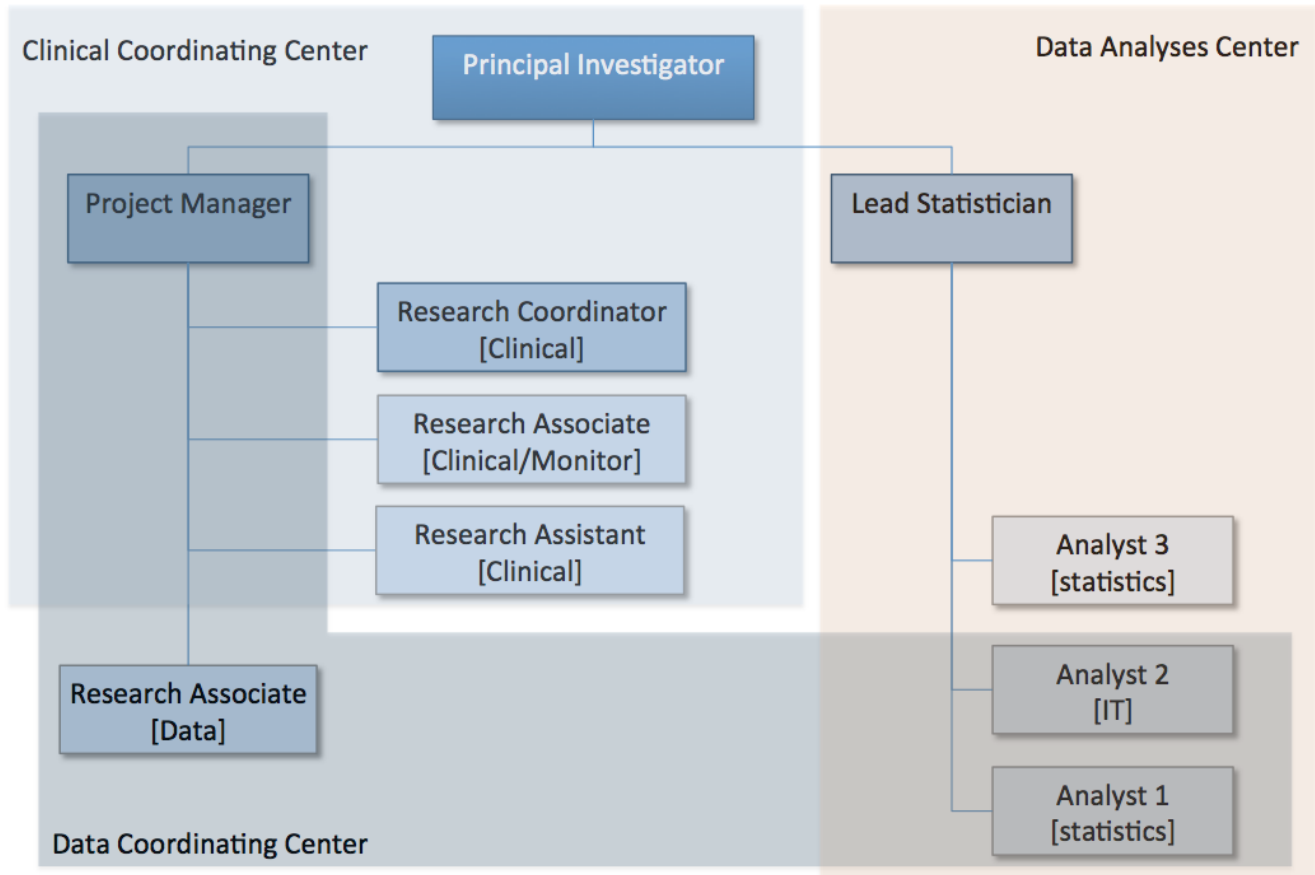 Clinical Coordinating Center
Principal Investigator
Data Analyses Center
Project Manager
Lead Statistician
Research Coordinator
[Clinical]
Research Associate
[Clinical/Monitor]
Research Assistant
[Clinical]
Analyst 3
[statistics]
Research Associate
[Data]
Analyst 2
[IT]
Analyst 1
[statistics]
Data Coordinating Center